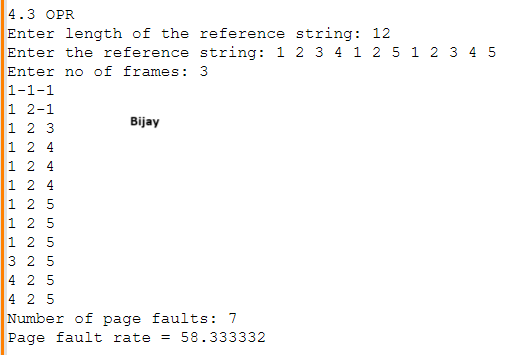 4.3 OPR
Enter length of the reference string: 12
Enter the reference string: 1 2 3 4 1 2 5 1 2 3 4 5
Enter no of frames: 3
1-1-1
1 2-1
1 2 3
1 2 4
1 2 4
1 2 4
1 2 5
1 2 5
1 2 5
3 2 5
4 2 5
4 2 5
Number of page faults: 7
Page fault rate = 58.333332
Bijay